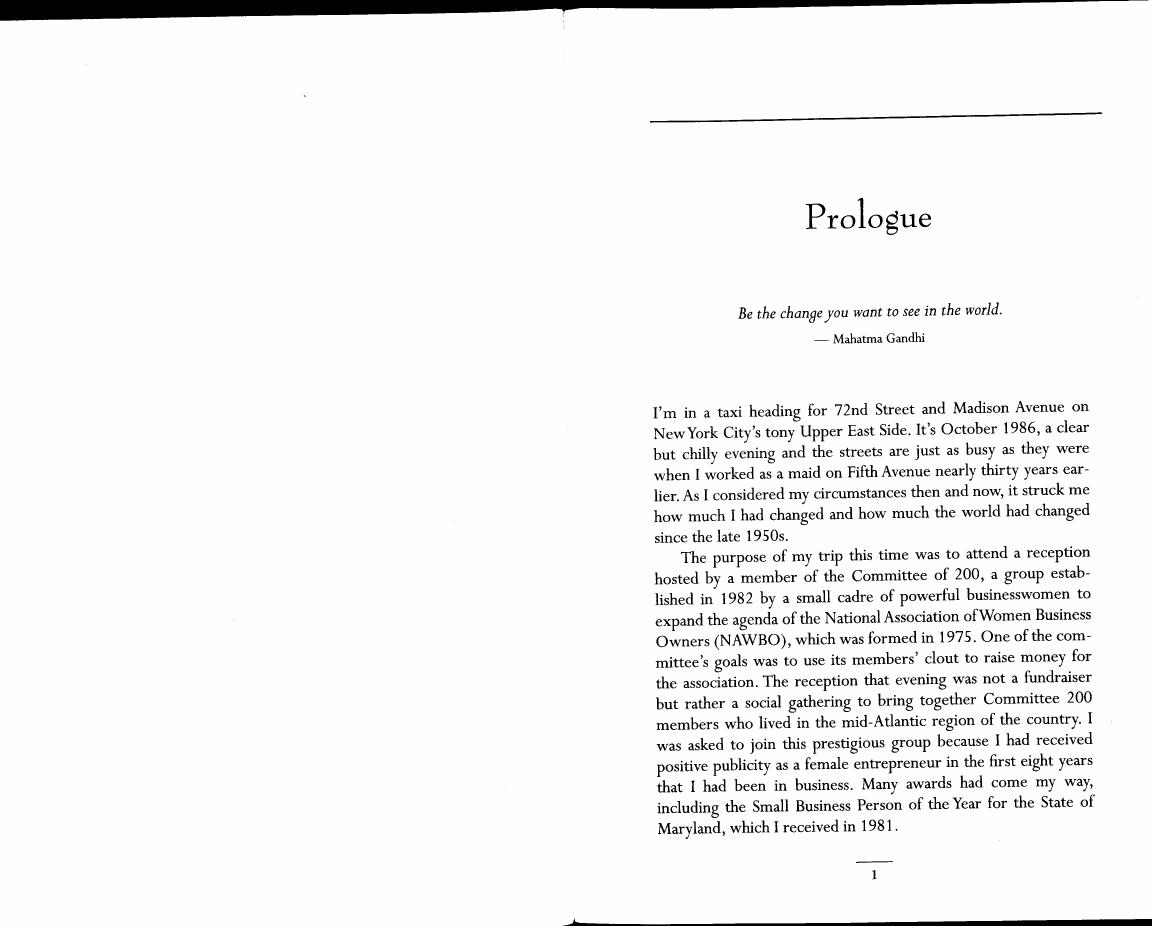 Prologue
Be the change you want to see in the world.
— Mahatma Gandhi
I'm in a taxi heading for 72nd Street and Madison Avenue on
New York City's tony Upper East Side. It's October 1986, a clear
but chilly evening and the streets are just as busy as they were
when I worked as a maid on Fifth Avenue nearly thirty years ear-
lier. As I considered my circumstances then and now, it struck me
how much I had changed and how much the world had changed
since the late 1950s.
The purpose of my trip this time was to attend a reception
hosted by a member of the Committee of 200, a group estab-
lished in 1982 by a small cadre of powerful businesswomen to
expand the agenda of the National Association of Women Business
Owners (NAWBO), which was formed in 1975. One of the com-
mittee's goals was to use its members' clout to raise money for
the association. The reception that evening was not a fundraiser
but rather a social gathering to bring together Committee 200
members who lived in the mid-Atlantic region of the country. I
was asked to join this prestigious group because I had received
positive publicity as a female entrepreneur in the first eight years
that I had been in business. Many awards had come my way,
including the Small Business Person of the Year for the State of
Maryland, which I received in 1981.
1